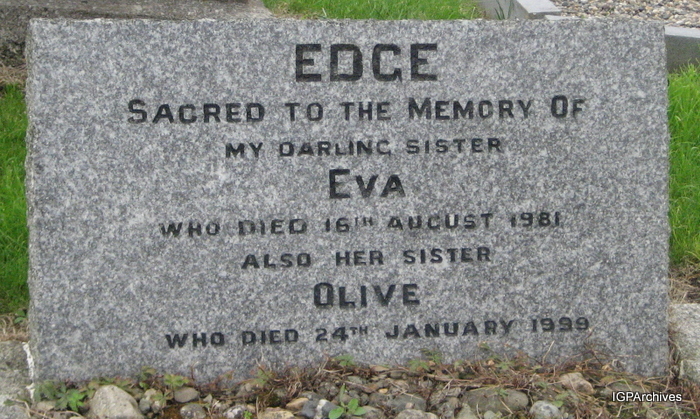 EDGE
SACRED TO THE MEMORY OF
MY DARLING SISTER
EVA
WHO DIED 16TH AUGUST 1981
ALSO HER SISTER
OLIVE
WHO DIED 24TH JANUARY 1999
IGPArchives